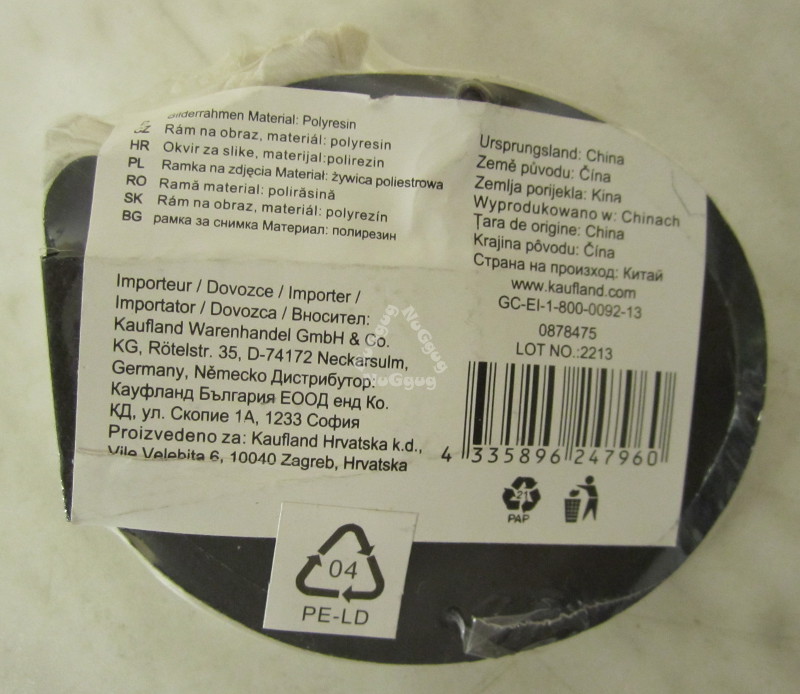 Bilderrahmen Material: Polyresin
CZ Rám na obraz, materiál: polyresin
HR Okvir za slike, materijal:polirezin
PL Ramka na zdjęcia Materiał: żywica poliestrowa
RO Ramă material: polirăsină
SK Rám na obraz, materiál: polyrezín
BG рамка за снимка Материал: полирезин
Ursprungsland: China
Země původu: Čína
Zemlja porijekla: Kina
Wyprodukowano w: Chinach
Țara de origine: China
Krajina pôvodu: Čína
Страна на произход: Китай
www.kaufland.com
GC-EI-1-800-0092-13
0878475
LOT NO.:2213
Importeur / Dovozce / Importer /
Importator / Dovozca / Вносител:
Kaufland Warenhandel GmbH & Co.
KG, Rötelstr. 35, D-74172 Neckarsulm,
Germany, Německo Дистрибутор:
Кауфланд България ЕООД енд Ко.
КД, ул. Скопие 1А, 1233 София
Proizvedeno za: Kaufland Hrvatska k.d.,
Vile Velebita 6, 10040 Zagreb, Hrvatska
4 335896 247960
21
PAP
04
PE-LD
NuGgug
NuGgug
NuGgug